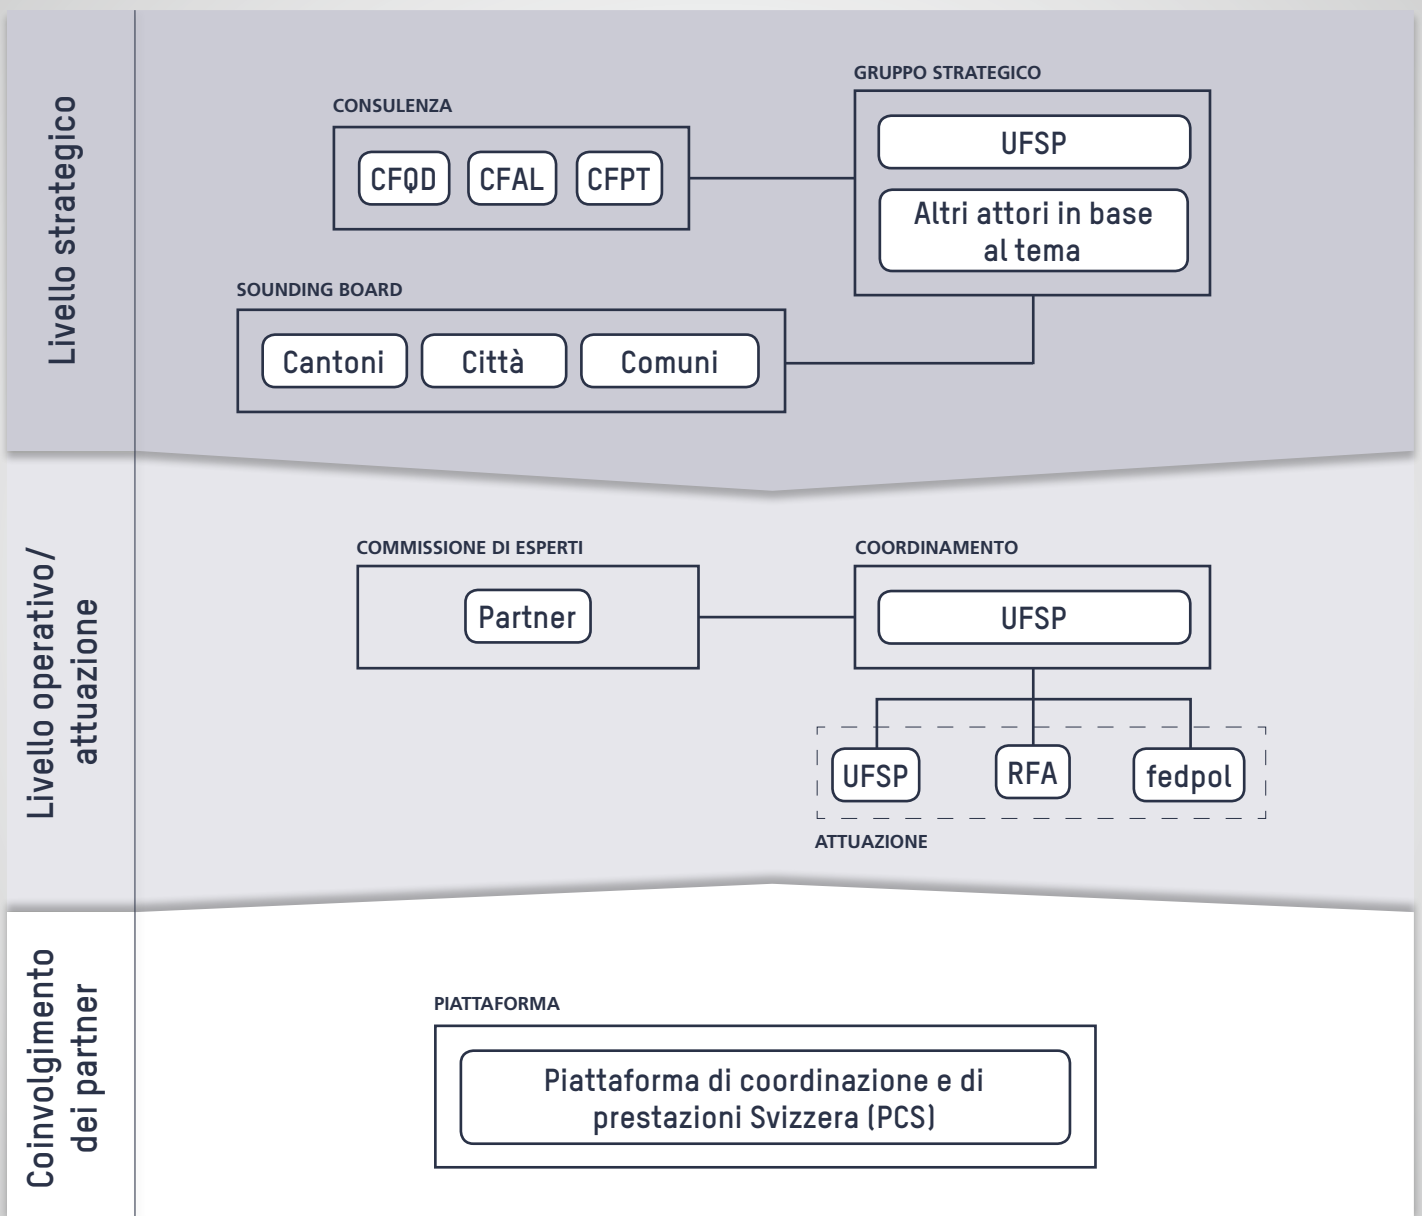 Livello strategico
GRUPPO STRATEGICO
CONSULENZA
UFSP
CFQD CFAL CFPT
Altri attori in base
al tema
SOUNDING BOARD
Cantoni Città Comuni
Livello operativo/
attuazione
COMMISSIONE DI ESPERTI
COORDINAMENTO
Partner
UFSP
UFSP RFA fedpol
ATTUAZIONE
Coinvolgimento
dei partner
PIATTAFORMA
Piattaforma di coordinazione e di
prestazioni Svizzera (PCS)